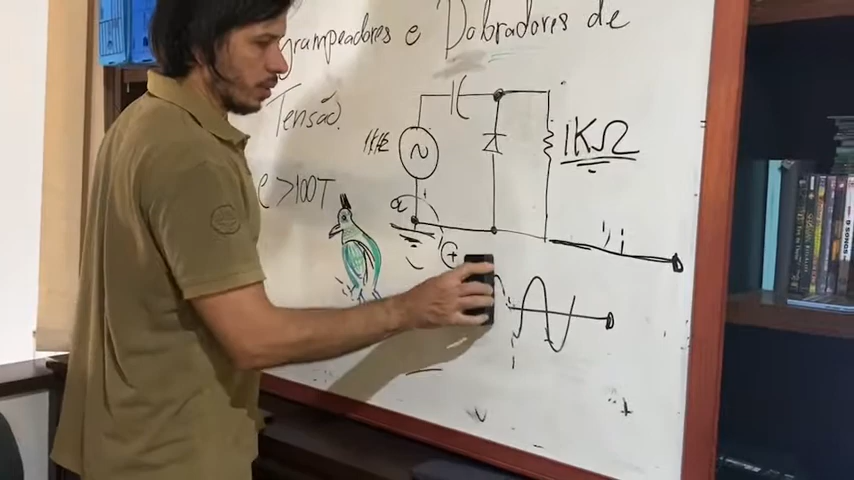 Grampeadores e Dobradores de
Tensão
1KHz
1KΩ
>100T
+